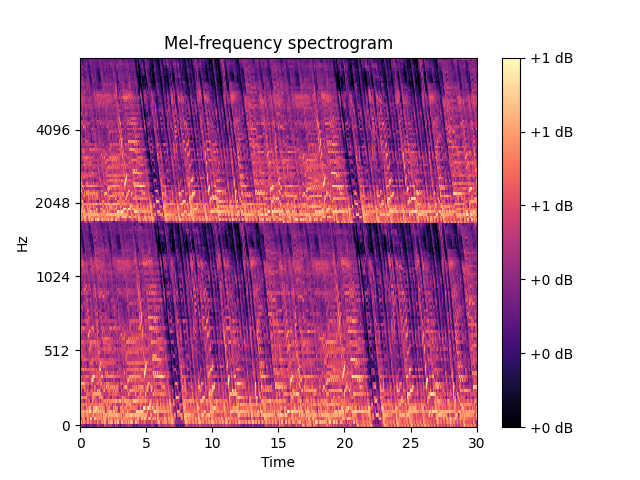 Mel-frequency spectrogram
Hz
4096
2048
1024
512
0
0 5 10 15 20 25 30
Time
+1 dB
+1 dB
+1 dB
+0 dB
+0 dB
+0 dB